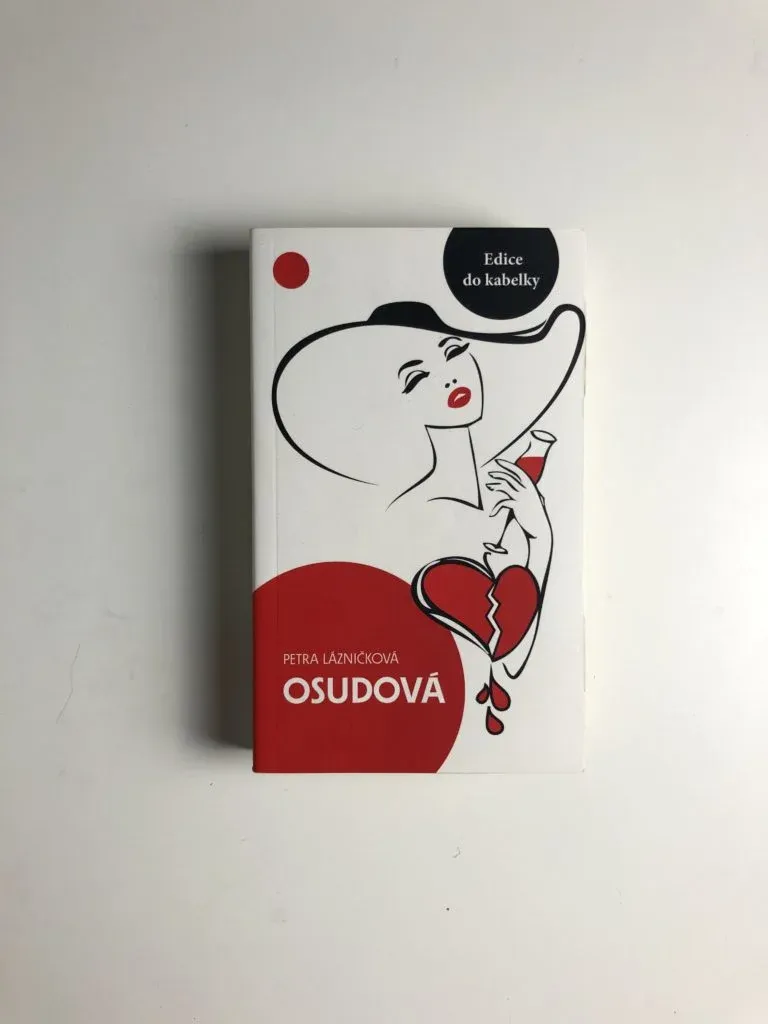 Edice
do kabelky
PETRA LÁZNIČKOVÁ
OSUDOVÁ